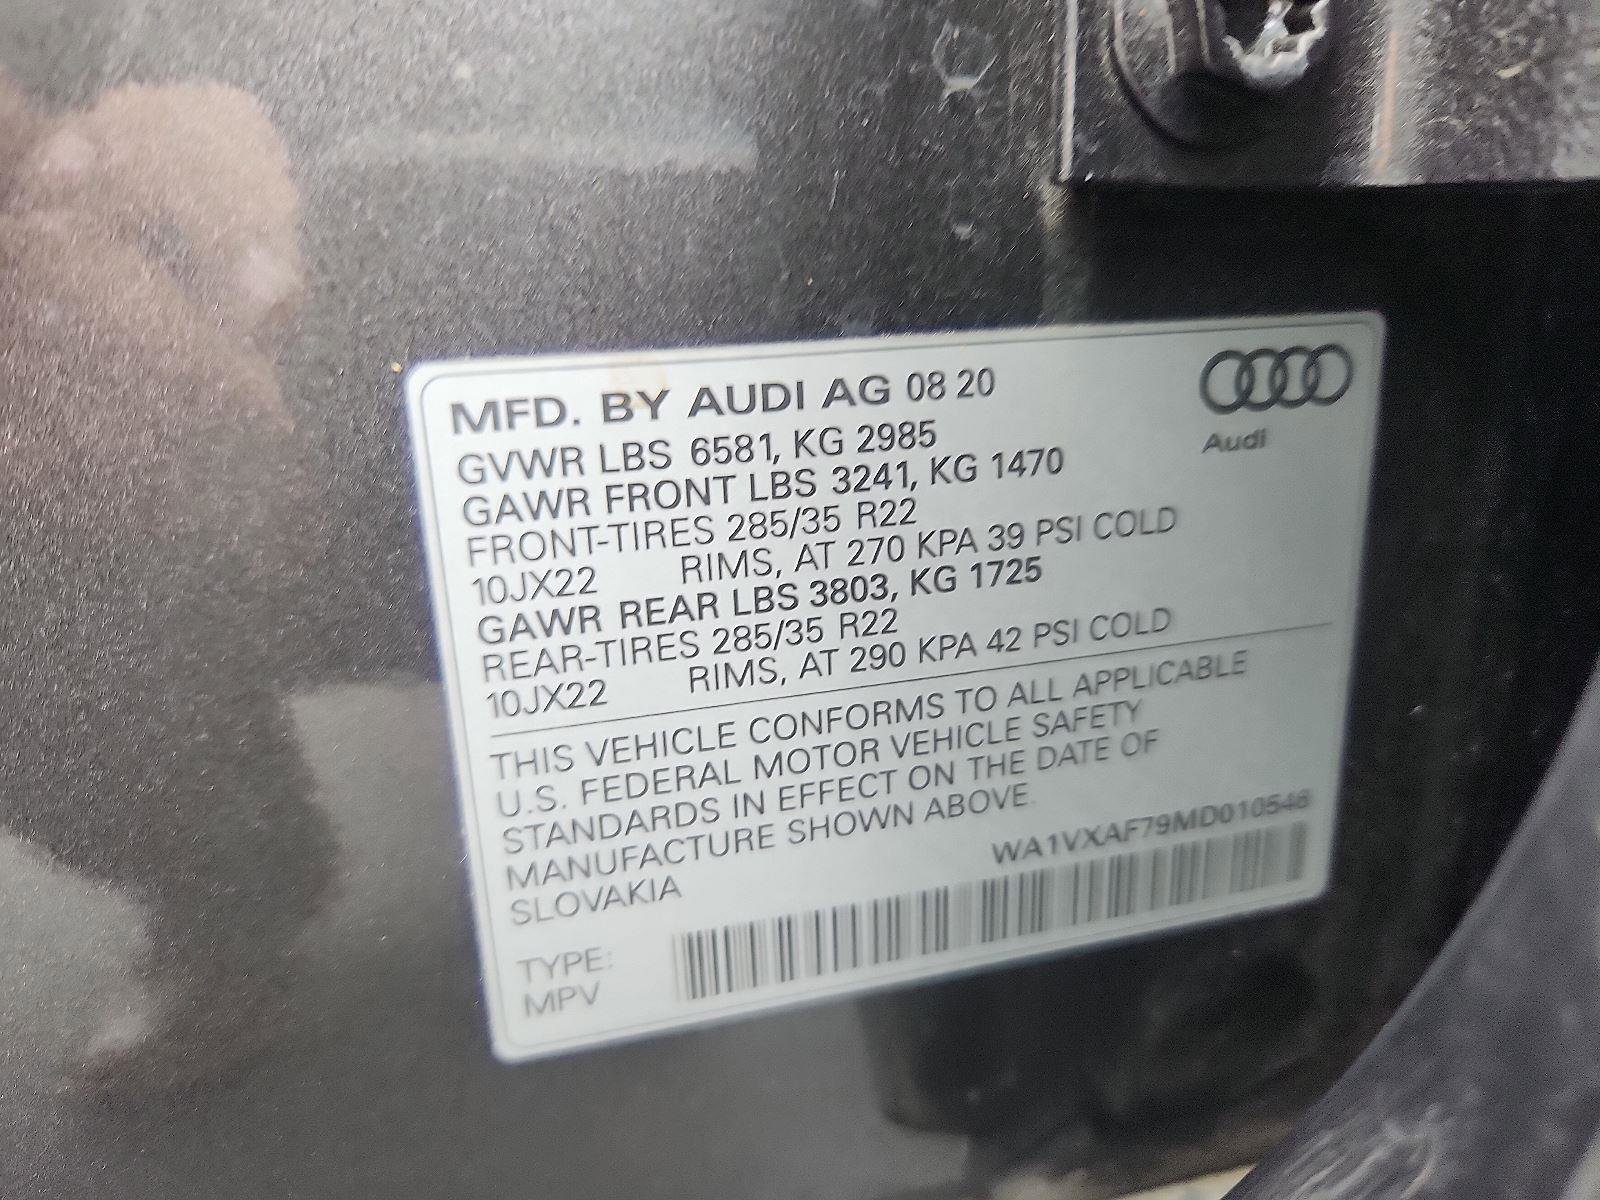 MFD. BY AUDI AG 08 20
Audi
GVWR LBS 6581, KG 2985
GAWR FRONT LBS 3241, KG 1470
FRONT-TIRES 285/35 R22
10JX22 RIMS, AT 270 KPA 39 PSI COLD
GAWR REAR LBS 3803, KG 1725
REAR-TIRES 285/35 R22
10JX22 RIMS, AT 290 KPA 42 PSI COLD
THIS VEHICLE CONFORMS TO ALL APPLICABLE
U.S. FEDERAL MOTOR VEHICLE SAFETY
STANDARDS IN EFFECT ON THE DATE OF
MANUFACTURE SHOWN ABOVE.
SLOVAKIA
WA1VXAF79MD010546
TYPE:
MPV